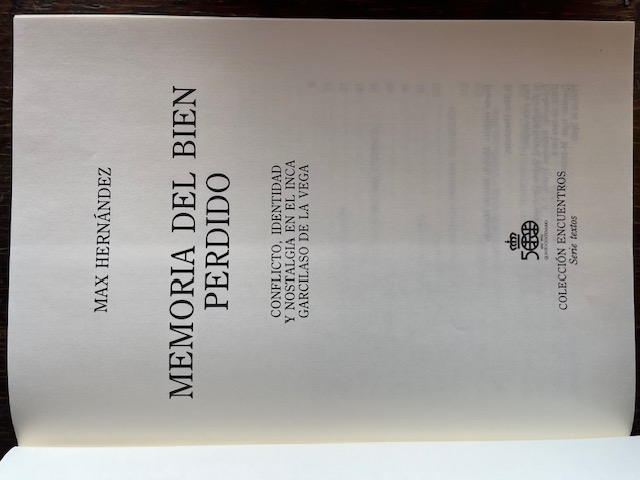 MAX HERNÁNDEZ
MEMORIA DEL BIEN
PERDIDO
CONFLICTO, IDENTIDAD
Y NOSTALGIA EN EL INCA
GARCILASO DE LA VEGA
500
COLECCIÓN ENCUENTROS
Serie textos